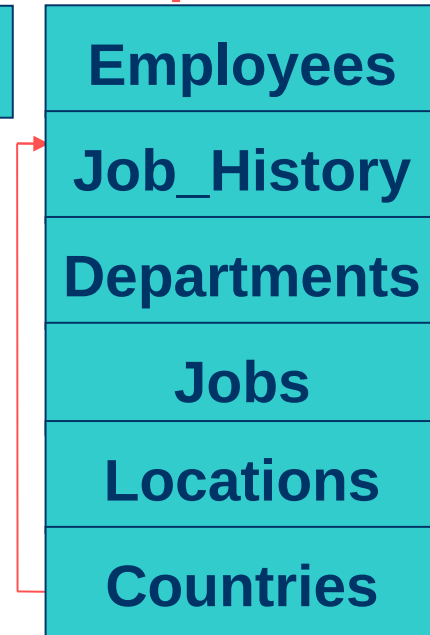 Employees
Job_History
Departments
Jobs
Locations
Countries